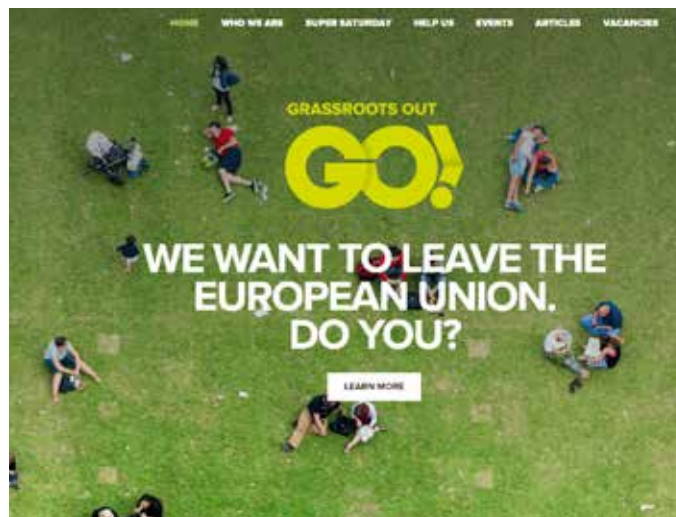 HOME WHO WE ARE SUPER SATURDAY HELP US EVENTS ARTICLES VACANCIES
GRASSROOTS OUT
GO!
WE WANT TO LEAVE THE
EUROPEAN UNION.
DO YOU?
LEARN MORE